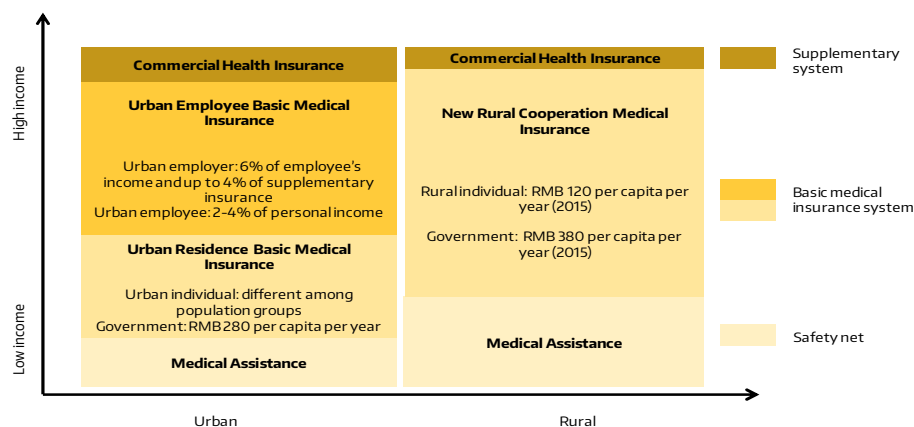 High income
Low income
Commercial Health Insurance
Urban Employee Basic Medical
Insurance
Urban employer: 6% of employee's
income and up to 4% of supplementary
insurance
Urban employee: 2-4% of personal income
Urban Residence Basic Medical
Insurance
Urban individual: different among
population groups
Government: RMB 280 per capita per year
Medical Assistance
Commercial Health Insurance
New Rural Cooperation Medical
Insurance
Rural individual: RMB 120 per capita per
year (2015)
Government: RMB 380 per capita per
year (2015)
Medical Assistance
Supplementary
system
Basic medical
insurance system
Safety net
Urban
Rural